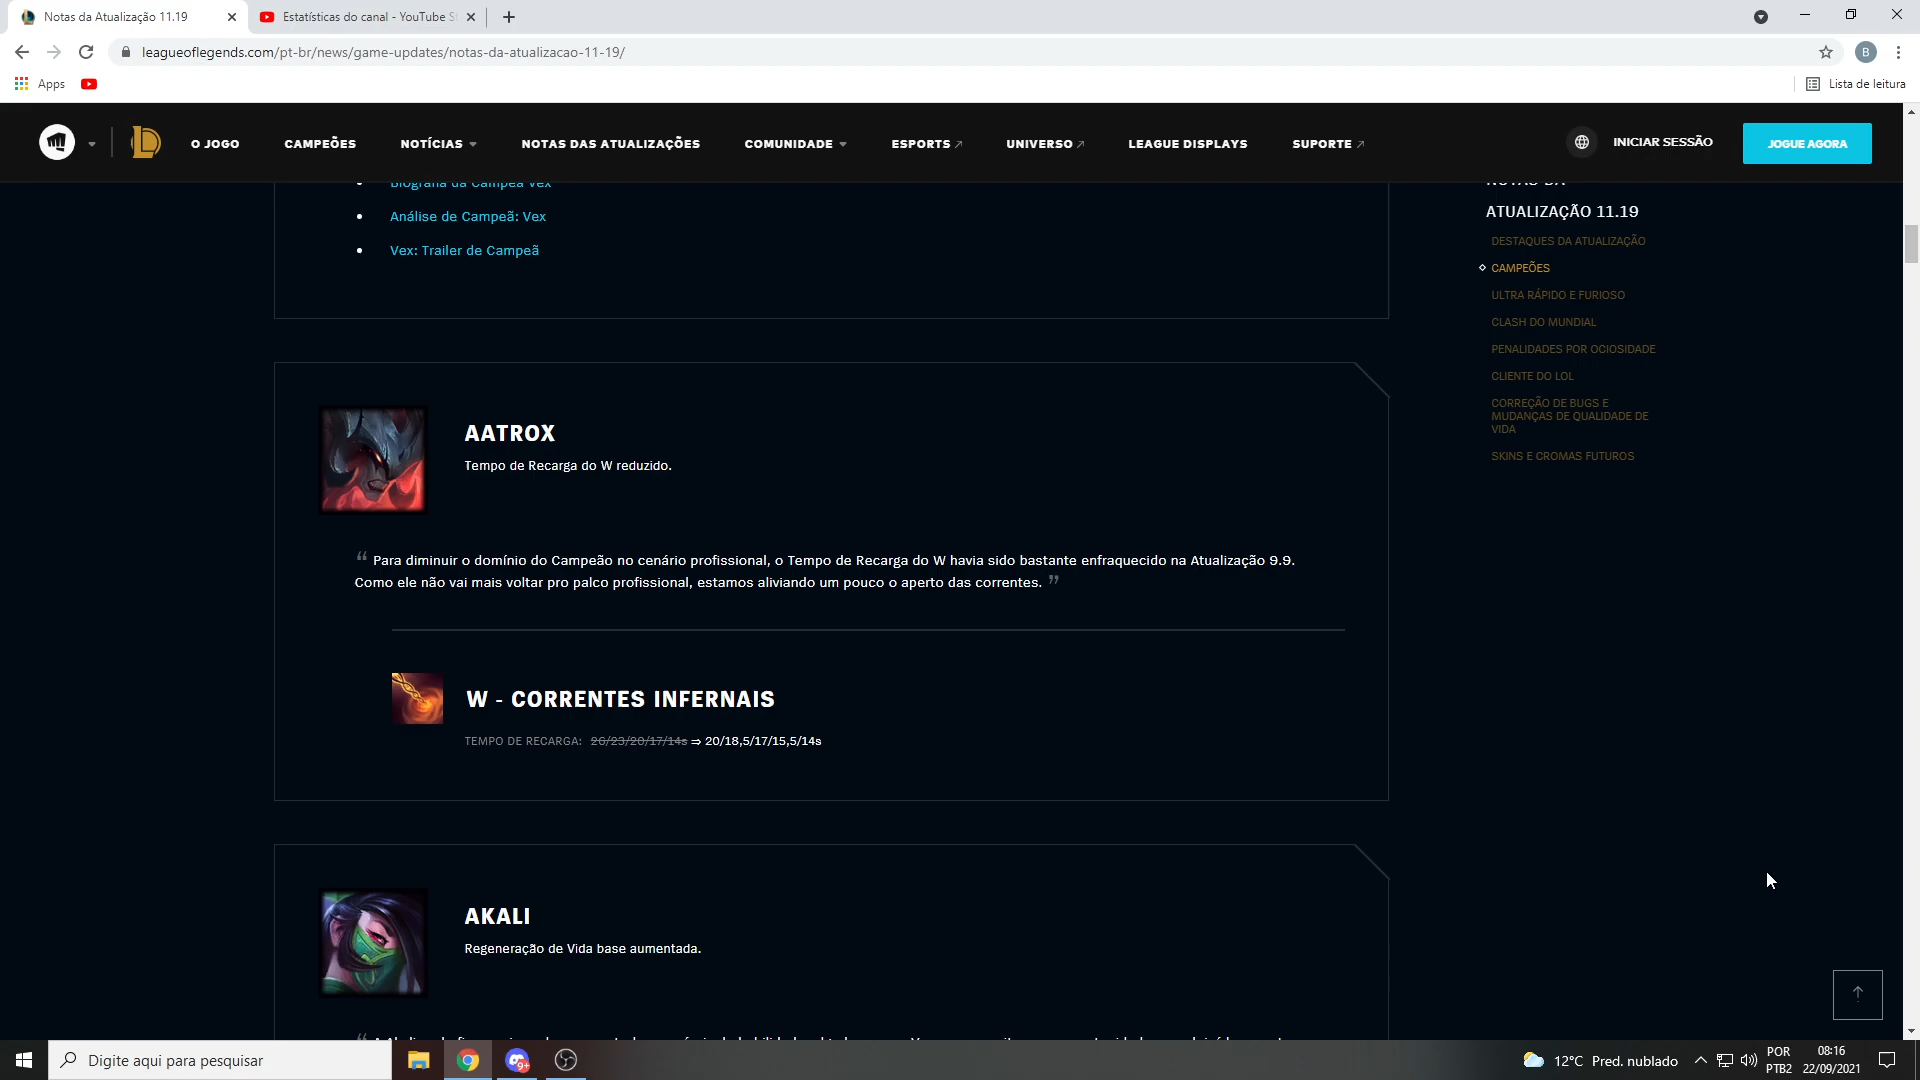 Notas da Atualização 11.19
Estatísticas do canal - YouTube S
leagueoflegends.com/pt-br/news/game-updates/notas-da-atualizacao-11-19/
B
Apps
Lista de leitura
O JOGO
CAMPEÕES
NOTÍCIAS
NOTAS DAS ATUALIZAÇÕES
COMUNIDADE
ESPORTS
UNIVERSO
LEAGUE DISPLAYS
SUPORTE
INICIAR SESSÃO
JOGUE AGORA
Biografia da Campeã Vex
Análise de Campeã: Vex
Vex: Trailer de Campeã
NOTAS DA
ATUALIZAÇÃO 11.19
DESTAQUES DA ATUALIZAÇÃO
CAMPEÕES
ULTRA RÁPIDO E FURIOSO
CLASH DO MUNDIAL
PENALIDADES POR OCIOSIDADE
CLIENTE DO LOL
CORREÇÃO DE BUGS E
MUDANÇAS DE QUALIDADE DE
VIDA
SKINS E CROMAS FUTUROS
AATROX
Tempo de Recarga do W reduzido.
“ Para diminuir o domínio do Campeão no cenário profissional, o Tempo de Recarga do W havia sido bastante enfraquecido na Atualização 9.9.
Como ele não vai mais voltar pro palco profissional, estamos aliviando um pouco o aperto das correntes. ”
W - CORRENTES INFERNAIS
TEMPO DE RECARGA: 26/23/20/17/14s ⇒ 20/18,5/17/15,5/14s
AKALI
Regeneração de Vida base aumentada.
Digite aqui para pesquisar
9+
12°C Pred. nublado
POR
PTB2
08:16
22/09/2021